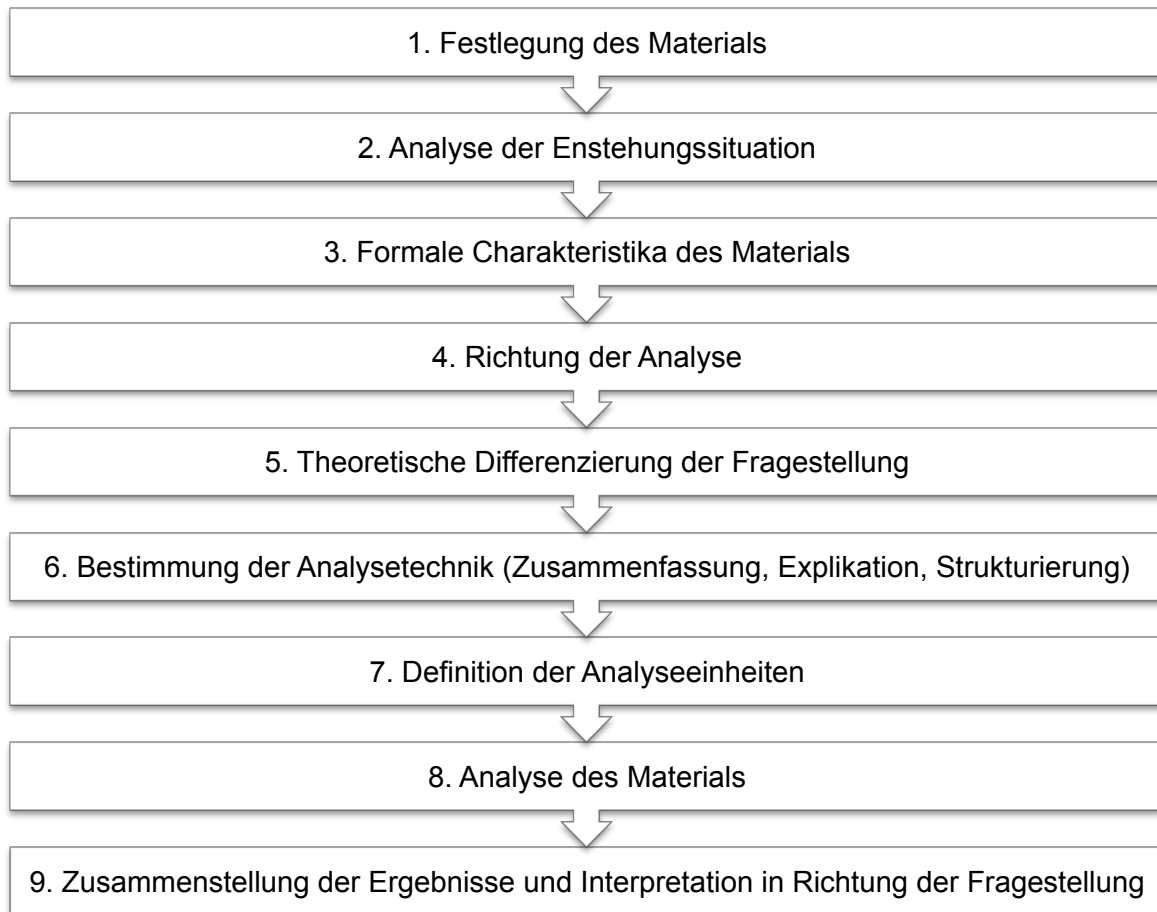 1. Festlegung des Materials
2. Analyse der Enstehungssituation
3. Formale Charakteristika des Materials
4. Richtung der Analyse
5. Theoretische Differenzierung der Fragestellung
6. Bestimmung der Analysetechnik (Zusammenfassung, Explikation, Strukturierung)
7. Definition der Analyseeinheiten
8. Analyse des Materials
9. Zusammenstellung der Ergebnisse und Interpretation in Richtung der Fragestellung